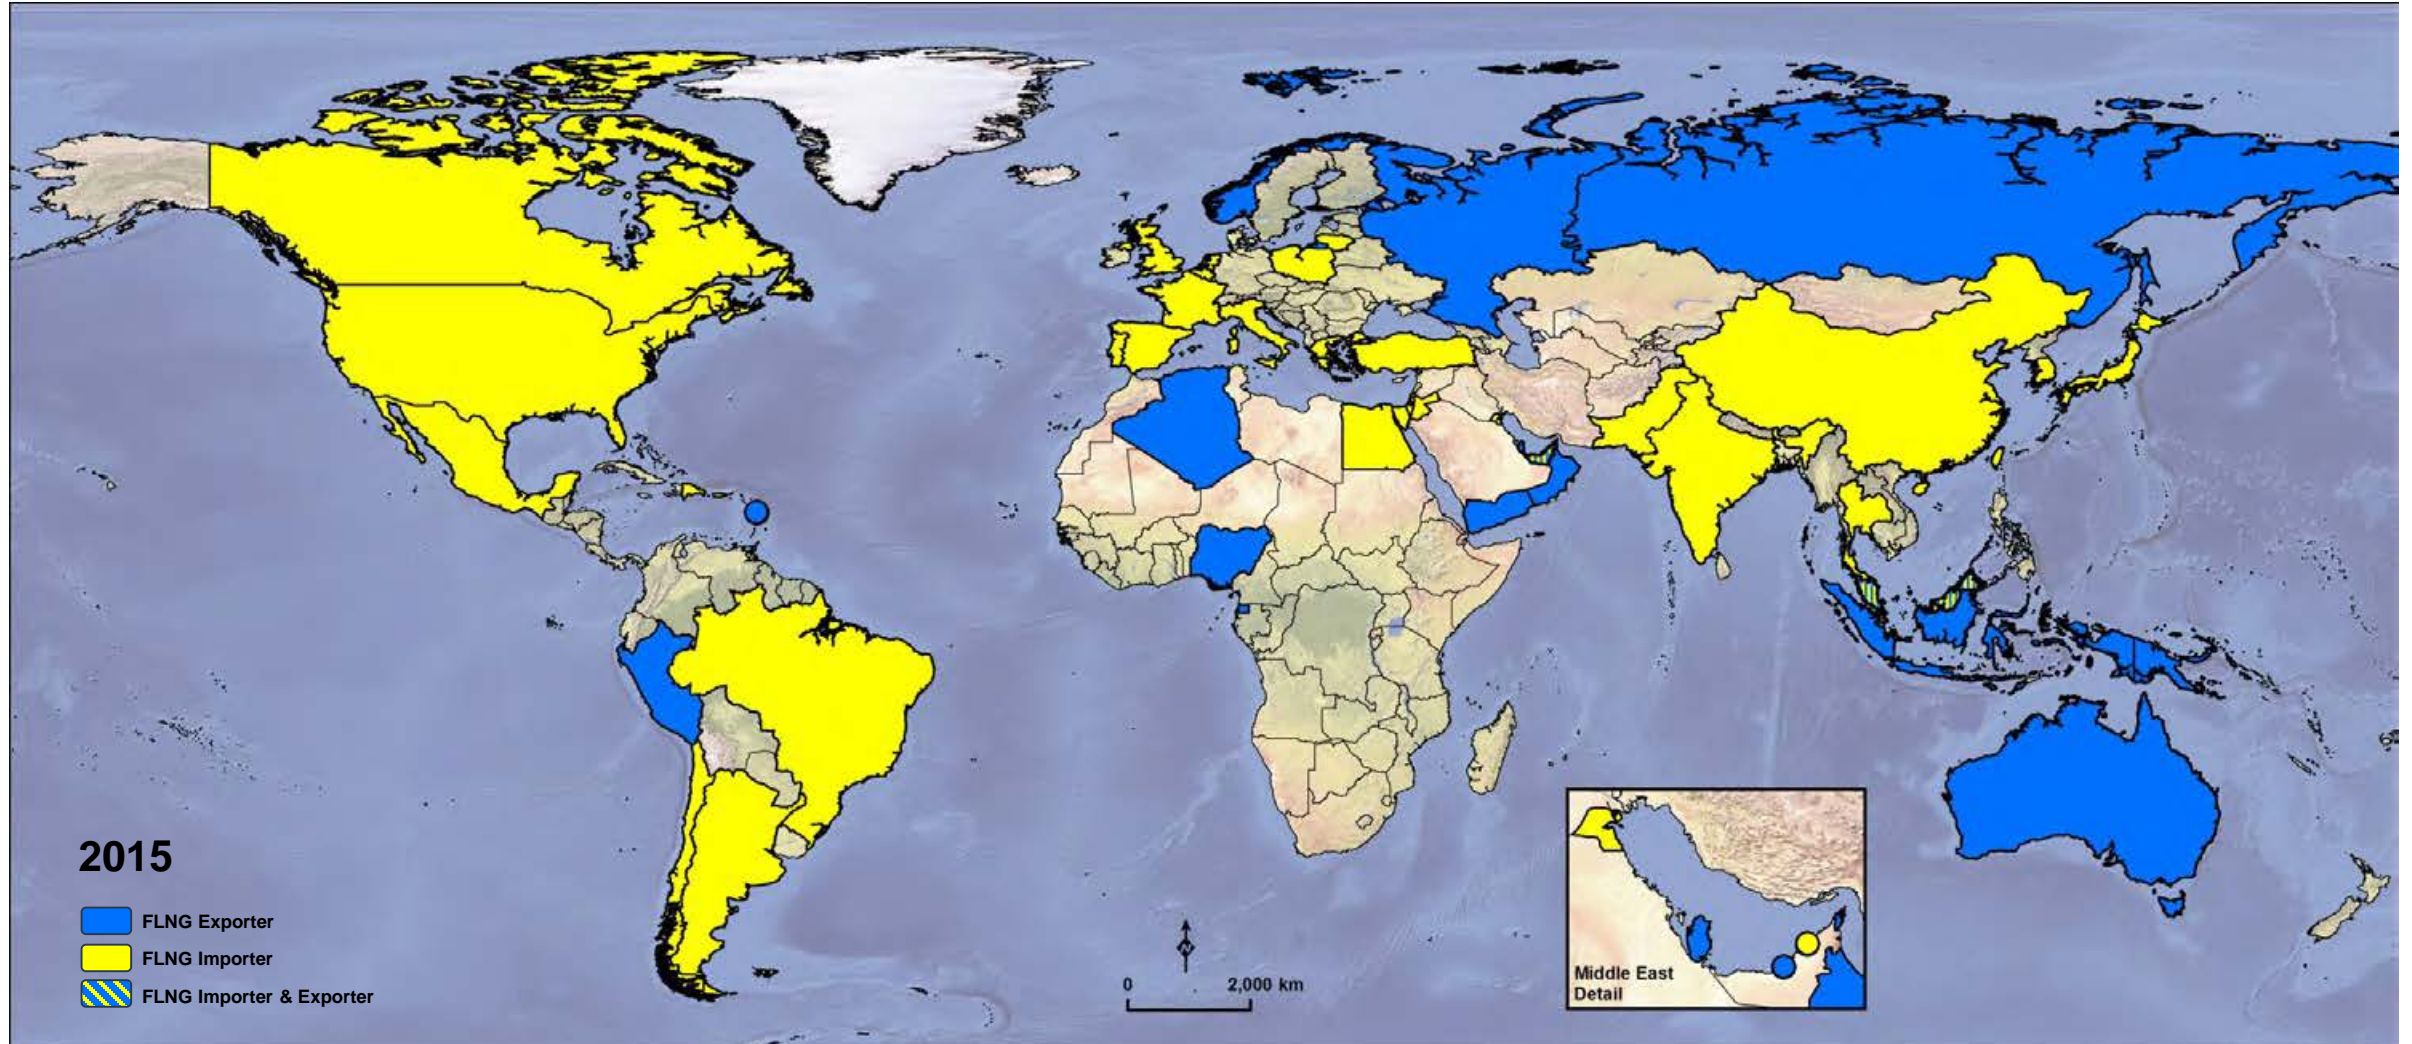 2015
FLNG Exporter
FLNG Importer
FLNG Importer & Exporter
N
0 2,000 km
Middle East
Detail